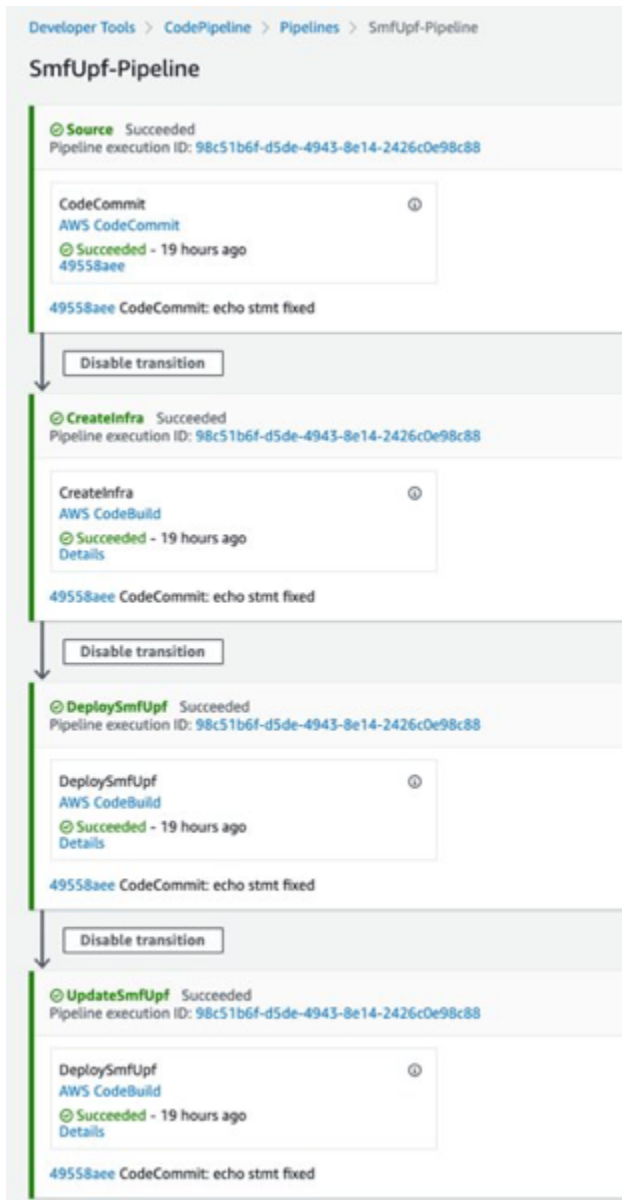 Developer Tools > CodePipeline > Pipelines > SmfUpf-Pipeline
SmfUpf-Pipeline
Source Succeeded
Pipeline execution ID: 98c51b6f-d5de-4943-8e14-2426c0e98c88
CodeCommit
AWS CodeCommit
Succeeded - 19 hours ago
49558aee
49558aee CodeCommit: echo stmt fixed
Disable transition
CreateInfra Succeeded
Pipeline execution ID: 98c51b6f-d5de-4943-8e14-2426c0e98c88
CreateInfra
AWS CodeBuild
Succeeded - 19 hours ago
Details
49558aee CodeCommit: echo stmt fixed
Disable transition
DeploySmfUpf Succeeded
Pipeline execution ID: 98c51b6f-d5de-4943-8e14-2426c0e98c88
DeploySmfUpf
AWS CodeBuild
Succeeded - 19 hours ago
Details
49558aee CodeCommit: echo stmt fixed
Disable transition
UpdateSmfUpf Succeeded
Pipeline execution ID: 98c51b6f-d5de-4943-8e14-2426c0e98c88
DeploySmfUpf
AWS CodeBuild
Succeeded - 19 hours ago
Details
49558aee CodeCommit: echo stmt fixed